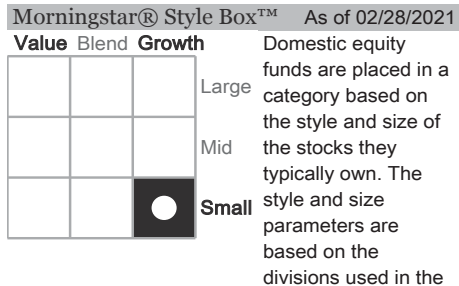 Morningstar® Style Box™ As of 02/28/2021
Value Blend Growth
Large
Mid
Small
Domestic equity
funds are placed in a
category based on
the style and size of
the stocks they
typically own. The
style and size
parameters are
based on the
divisions used in the